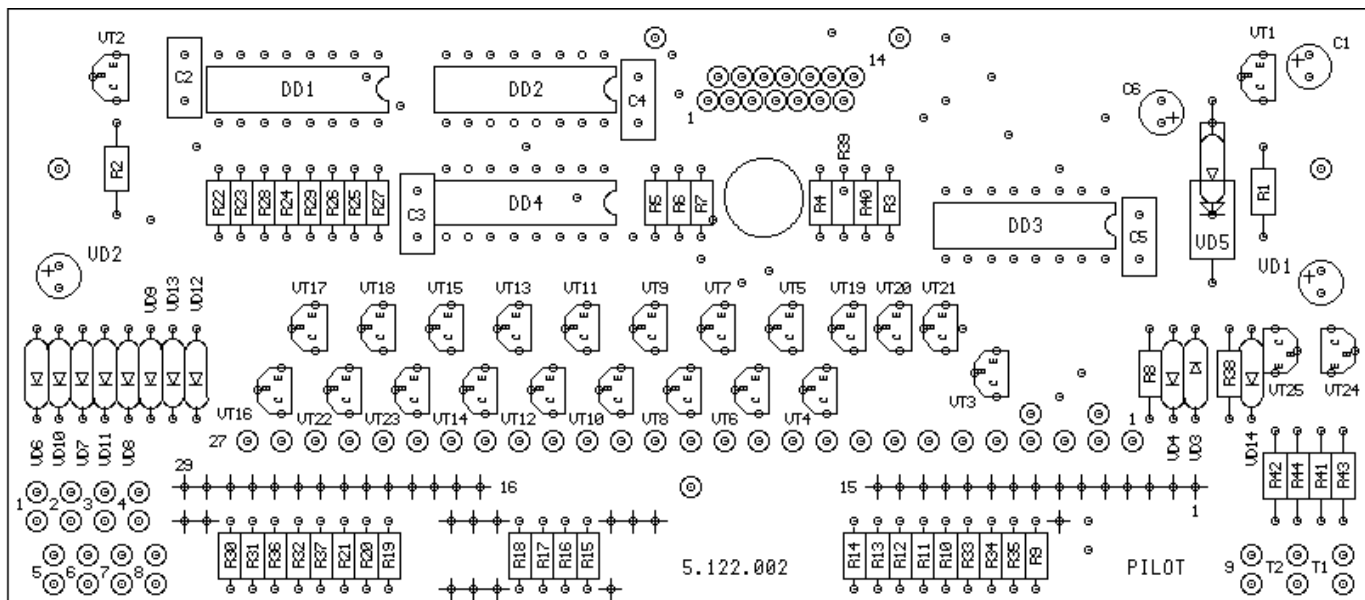 VT2
VT1
C1
C2
DD1
DD2
C4
14
1
C6
R2
R39
R1
R22 R23 R28 R24 R29 R26 R25 R27
C3
DD4
R5 R6 R7
R4 R40 R3
DD3
C5
VD5
VD2
VD1
VD9 VD13 VD12
VT17 VT18 VT15 VT13 VT11 VT9 VT7 VT5 VT19 VT20 VT21
R8
R38
VT25 VT24
VT3
VT16 VT22 VT23 VT14 VT12 VT10 VT8 VT6 VT4
27
1
VD6 VD10 VD7 VD11 VD8
VD4 VD3 VD14
R42 R44 R41 R43
29
16
15
1
1 2 3 4
R30 R31 R36 R32 R37 R21 R20 R19
R18 R17 R16 R15
R14 R13 R12 R11 R10 R33 R34 R35 R9
5 6 7 8
5.122.002
PILOT
9 T2 T1